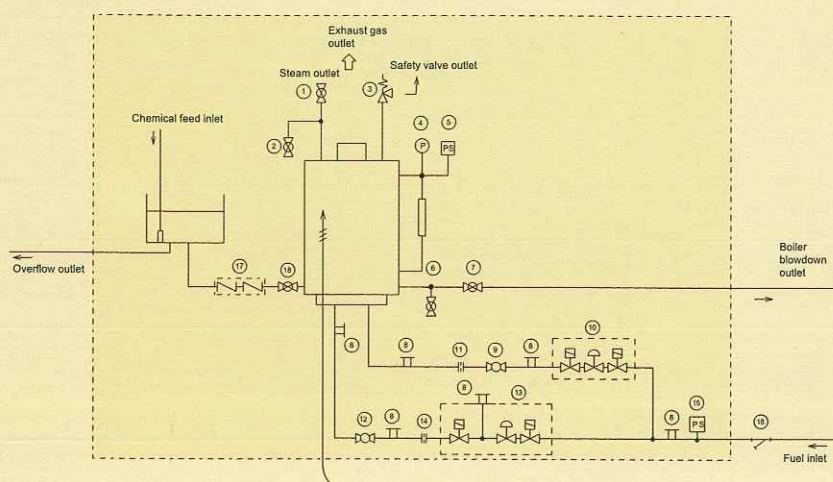 Exhaust gas
outlet
Steam outlet
Safety valve outlet
1
3
Chemical feed inlet
4
5
2
P
PS
Overflow outlet
17
18
6
7
Boiler
blowdown
outlet
8
8
11
9
8
10
8
13
12
8
14
8
15
PS
16
Fuel inlet